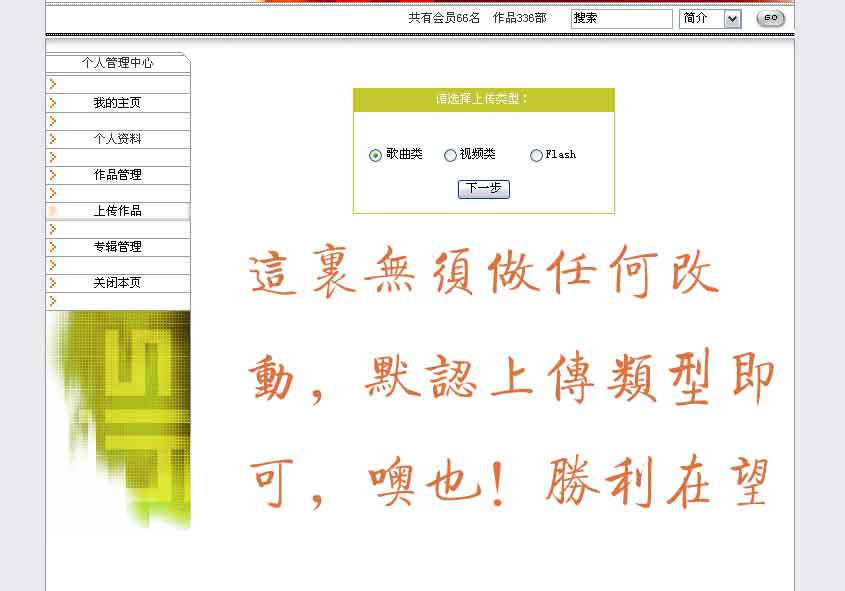 共有会员66名 作品336部 搜索 简介 GO
个人管理中心
我的主页
个人资料
作品管理
上传作品
专辑管理
关闭本页
请选择上传类型：
歌曲类 视频类 Flash
下一步
這裏無須做任何改
動，默認上傳類型即
可，噢也！勝利在望